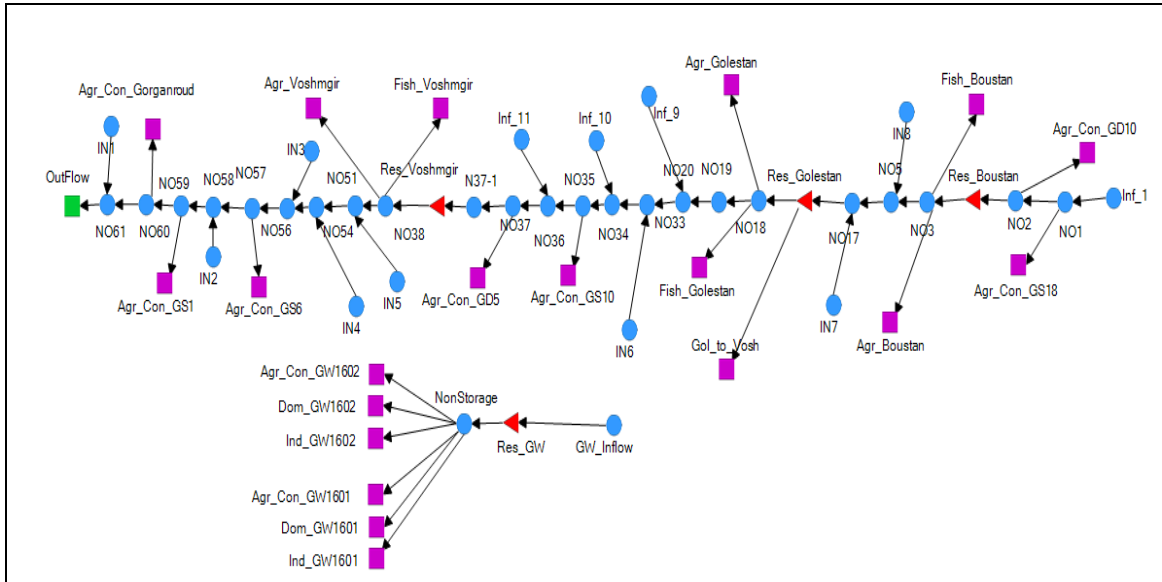 Agr_Con_Gorganroud
Agr_Voshmgir
Fish_Voshmgir
Agr_Golestan
Fish_Boustan
Inf_11
Inf_10
Inf_9
IN8
Agr_Con_GD10
IN1
IN3
Res_Voshmgir
OutFlow
NO59
NO58
NO57
NO51
N37-1
NO35
NO20
NO19
Res_Golestan
NO5
Res_Boustan
Inf_1
NO61
NO60
NO56
NO54
NO38
NO37
NO36
NO34
NO33
NO18
NO17
NO3
NO2
NO1
IN2
Agr_Con_GS1
Agr_Con_GS6
IN5
IN4
Agr_Con_GD5
Agr_Con_GS10
Fish_Golestan
Agr_Con_GS18
IN6
IN7
Gol_to_Vosh
Agr_Boustan
Agr_Con_GW1602
Dom_GW1602
NonStorage
Ind_GW1602
Res_GW
GW_Inflow
Agr_Con_GW1601
Dom_GW1601
Ind_GW1601